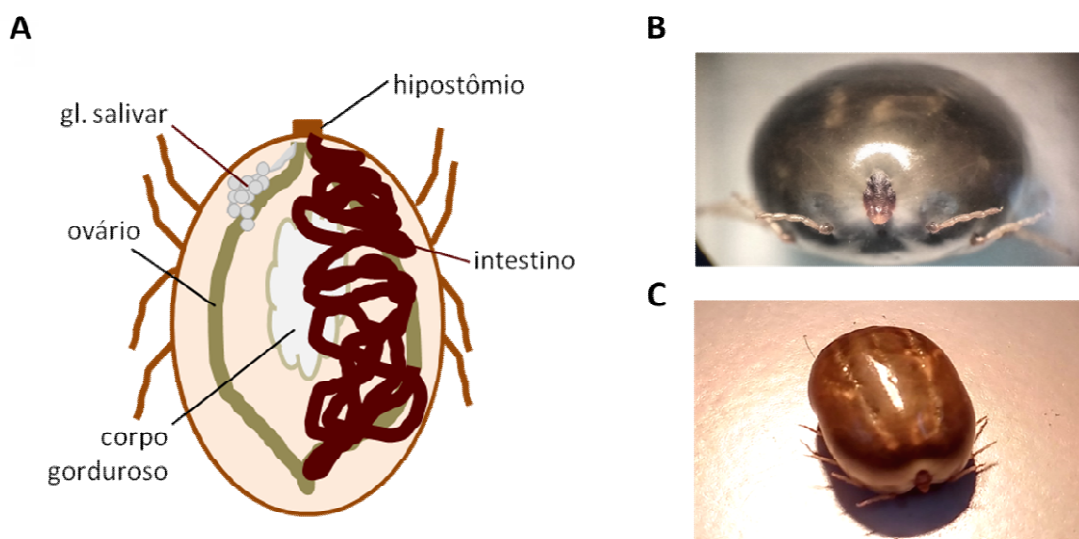 A
B
hipostômio
gl. salivar
ovário
intestino
C
corpo
gorduroso